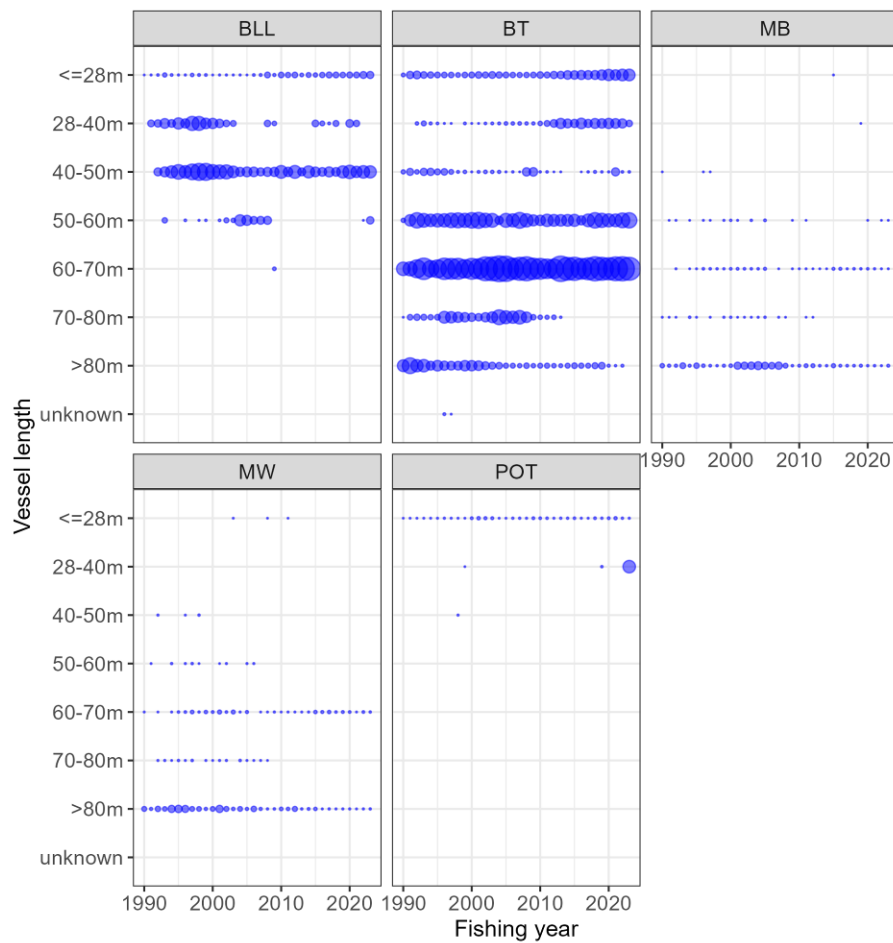 BLL
BT
MB
<=28m
28-40m
40-50m
50-60m
60-70m
70-80m
>80m
unknown
1990 2000 2010 2020
MW
POT
<=28m
28-40m
40-50m
50-60m
60-70m
70-80m
>80m
unknown
1990 2000 2010 2020
1990 2000 2010 2020
Vessel length
Fishing year